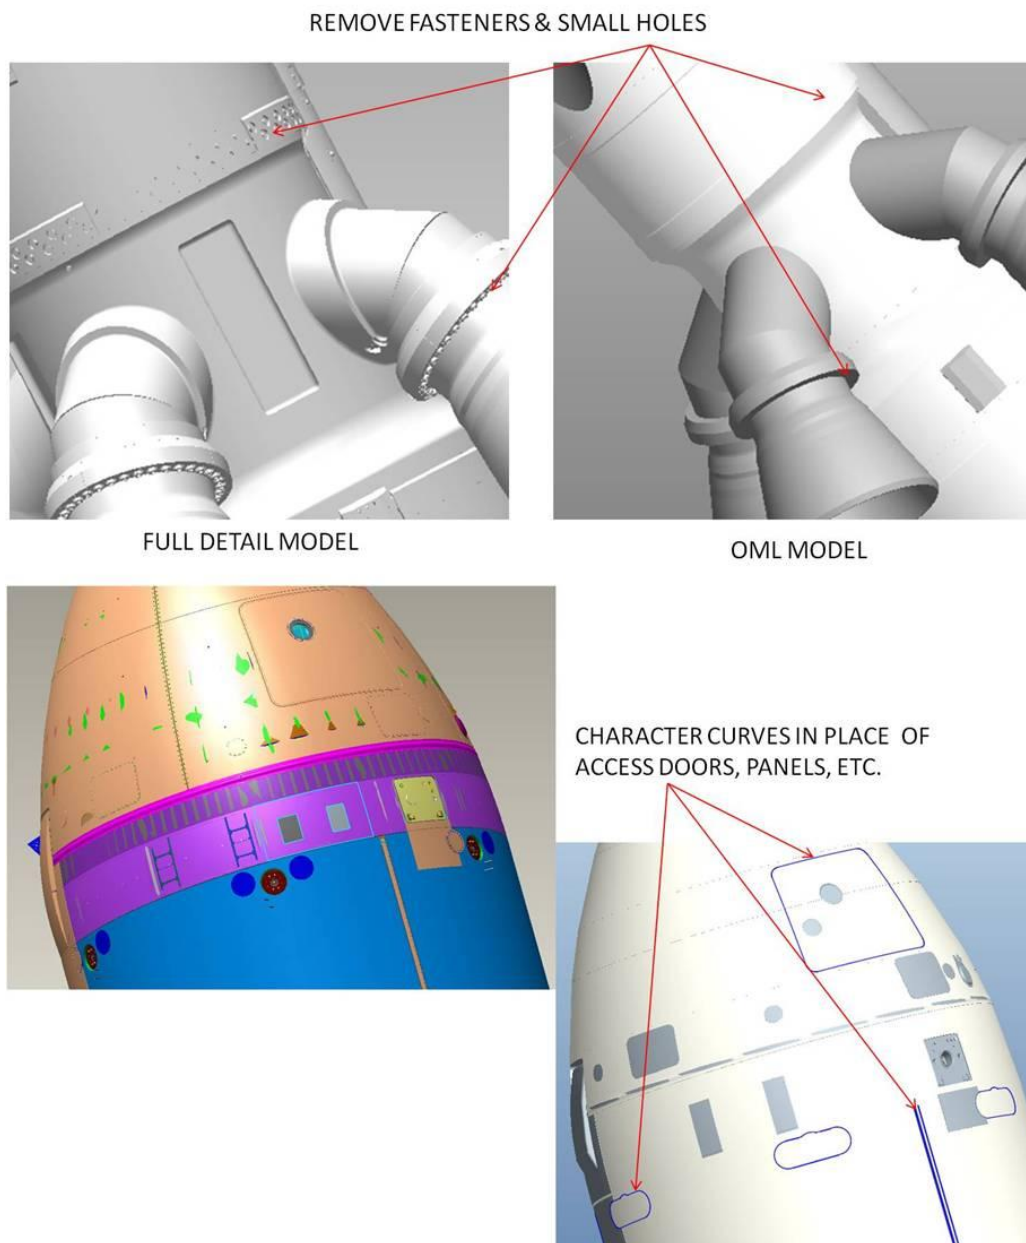 REMOVE FASTENERS & SMALL HOLES
FULL DETAIL MODEL
OML MODEL
CHARACTER CURVES IN PLACE OF
ACCESS DOORS, PANELS, ETC.